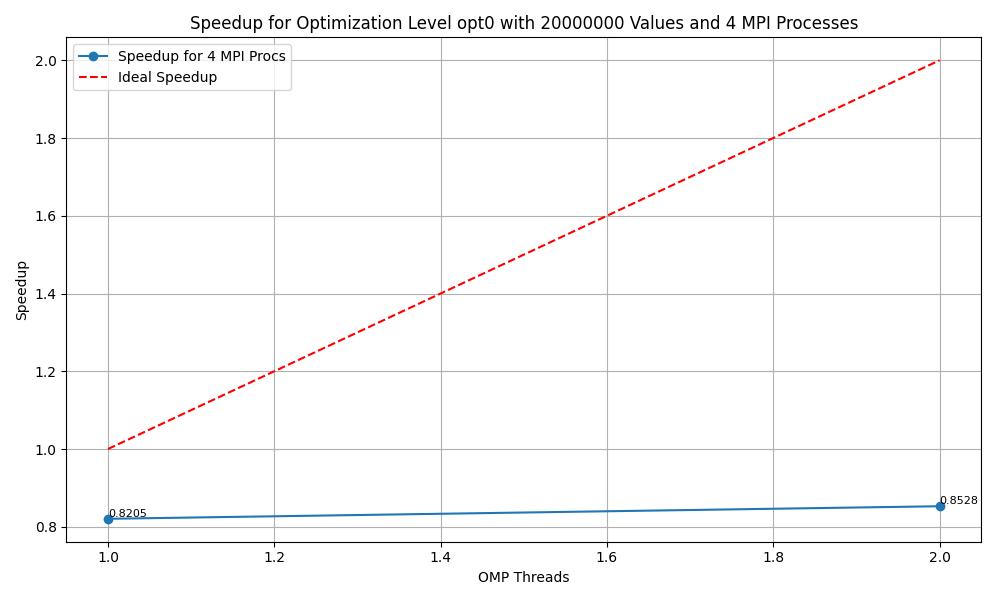 Speedup for Optimization Level opt0 with 20000000 Values and 4 MPI Processes
Speedup for 4 MPI Procs
Ideal Speedup
2.0
1.8
1.6
1.4
1.2
1.0
0.8
Speedup
0.8205
0.8528
1.0 1.2 1.4 1.6 1.8 2.0
OMP Threads